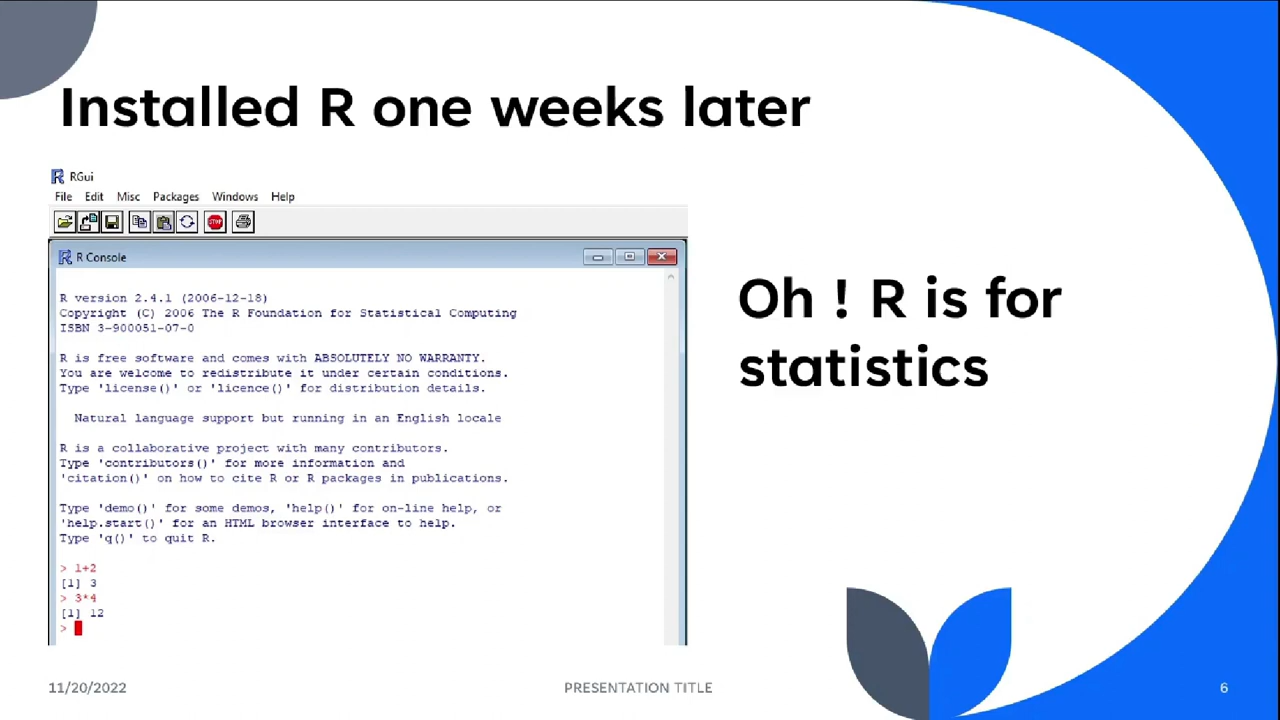 Installed R one weeks later
RGui
File Edit Misc Packages Windows Help
STOP
R Console
R version 2.4.1 (2006-12-18)
Copyright (C) 2006 The R Foundation for Statistical Computing
ISBN 3-900051-07-0
R is free software and comes with ABSOLUTELY NO WARRANTY.
You are welcome to redistribute it under certain conditions.
Type 'license()' or 'licence()' for distribution details.
Natural language support but running in an English locale
R is a collaborative project with many contributors.
Type 'contributors()' for more information and
'citation()' on how to cite R or R packages in publications.
Type 'demo()' for some demos, 'help()' for on-line help, or
'help.start()' for an HTML browser interface to help.
Type 'q()' to quit R.
> 1+2
[1] 3
> 3*4
[1] 12
>
Oh ! R is for
statistics
11/20/2022
PRESENTATION TITLE
6